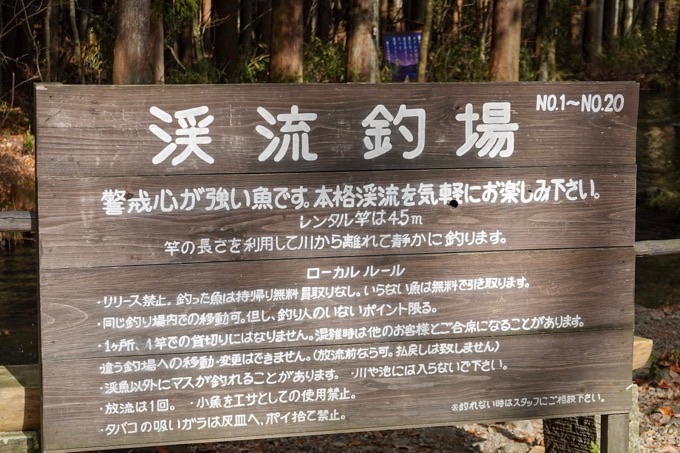 渓流釣場
NO.1〜NO.20
警戒心が強い魚です。本格渓流を気軽にお楽しみ下さい。
レンタル竿は4.5m
竿の長さを利用して川から離れて静かに釣ります。
ローカルルール
・リリース禁止。釣った魚は持帰り無料買取りなし。いらない魚は無料で引き取ります。
・同じ釣り場内での移動可。但し、釣り人のいないポイント限る。
・1ヶ所、1竿での貸切りにはなりません。混雑時は他のお客様とご合席になることがあります。
・違う釣り場への移動・変更はできません。(放流前なら可。払戻しは致しません)
・渓魚以外にマスが釣れることがあります。 ・川や池には入らないで下さい。
・放流は1回。 ・小魚をエサとしての使用禁止。
・タバコの吸いガラは灰皿へ、ポイ捨て禁止。
※釣れない時はスタッフにご相談下さい。